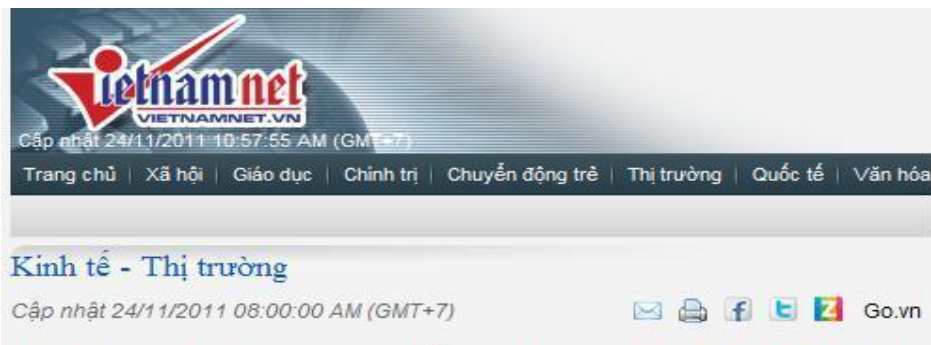 Vietnamnet
VIETNAMNET.VN
Cập nhật 24/11/2011 10:57:55 AM (GMT+7)
Trang chủ | Xã hội | Giáo dục | Chính trị | Chuyển động trẻ | Thị trường | Quốc tế | Văn hóa
Kinh tế - Thị trường
Cập nhật 24/11/2011 08:00:00 AM (GMT+7) f t Z Go.vn